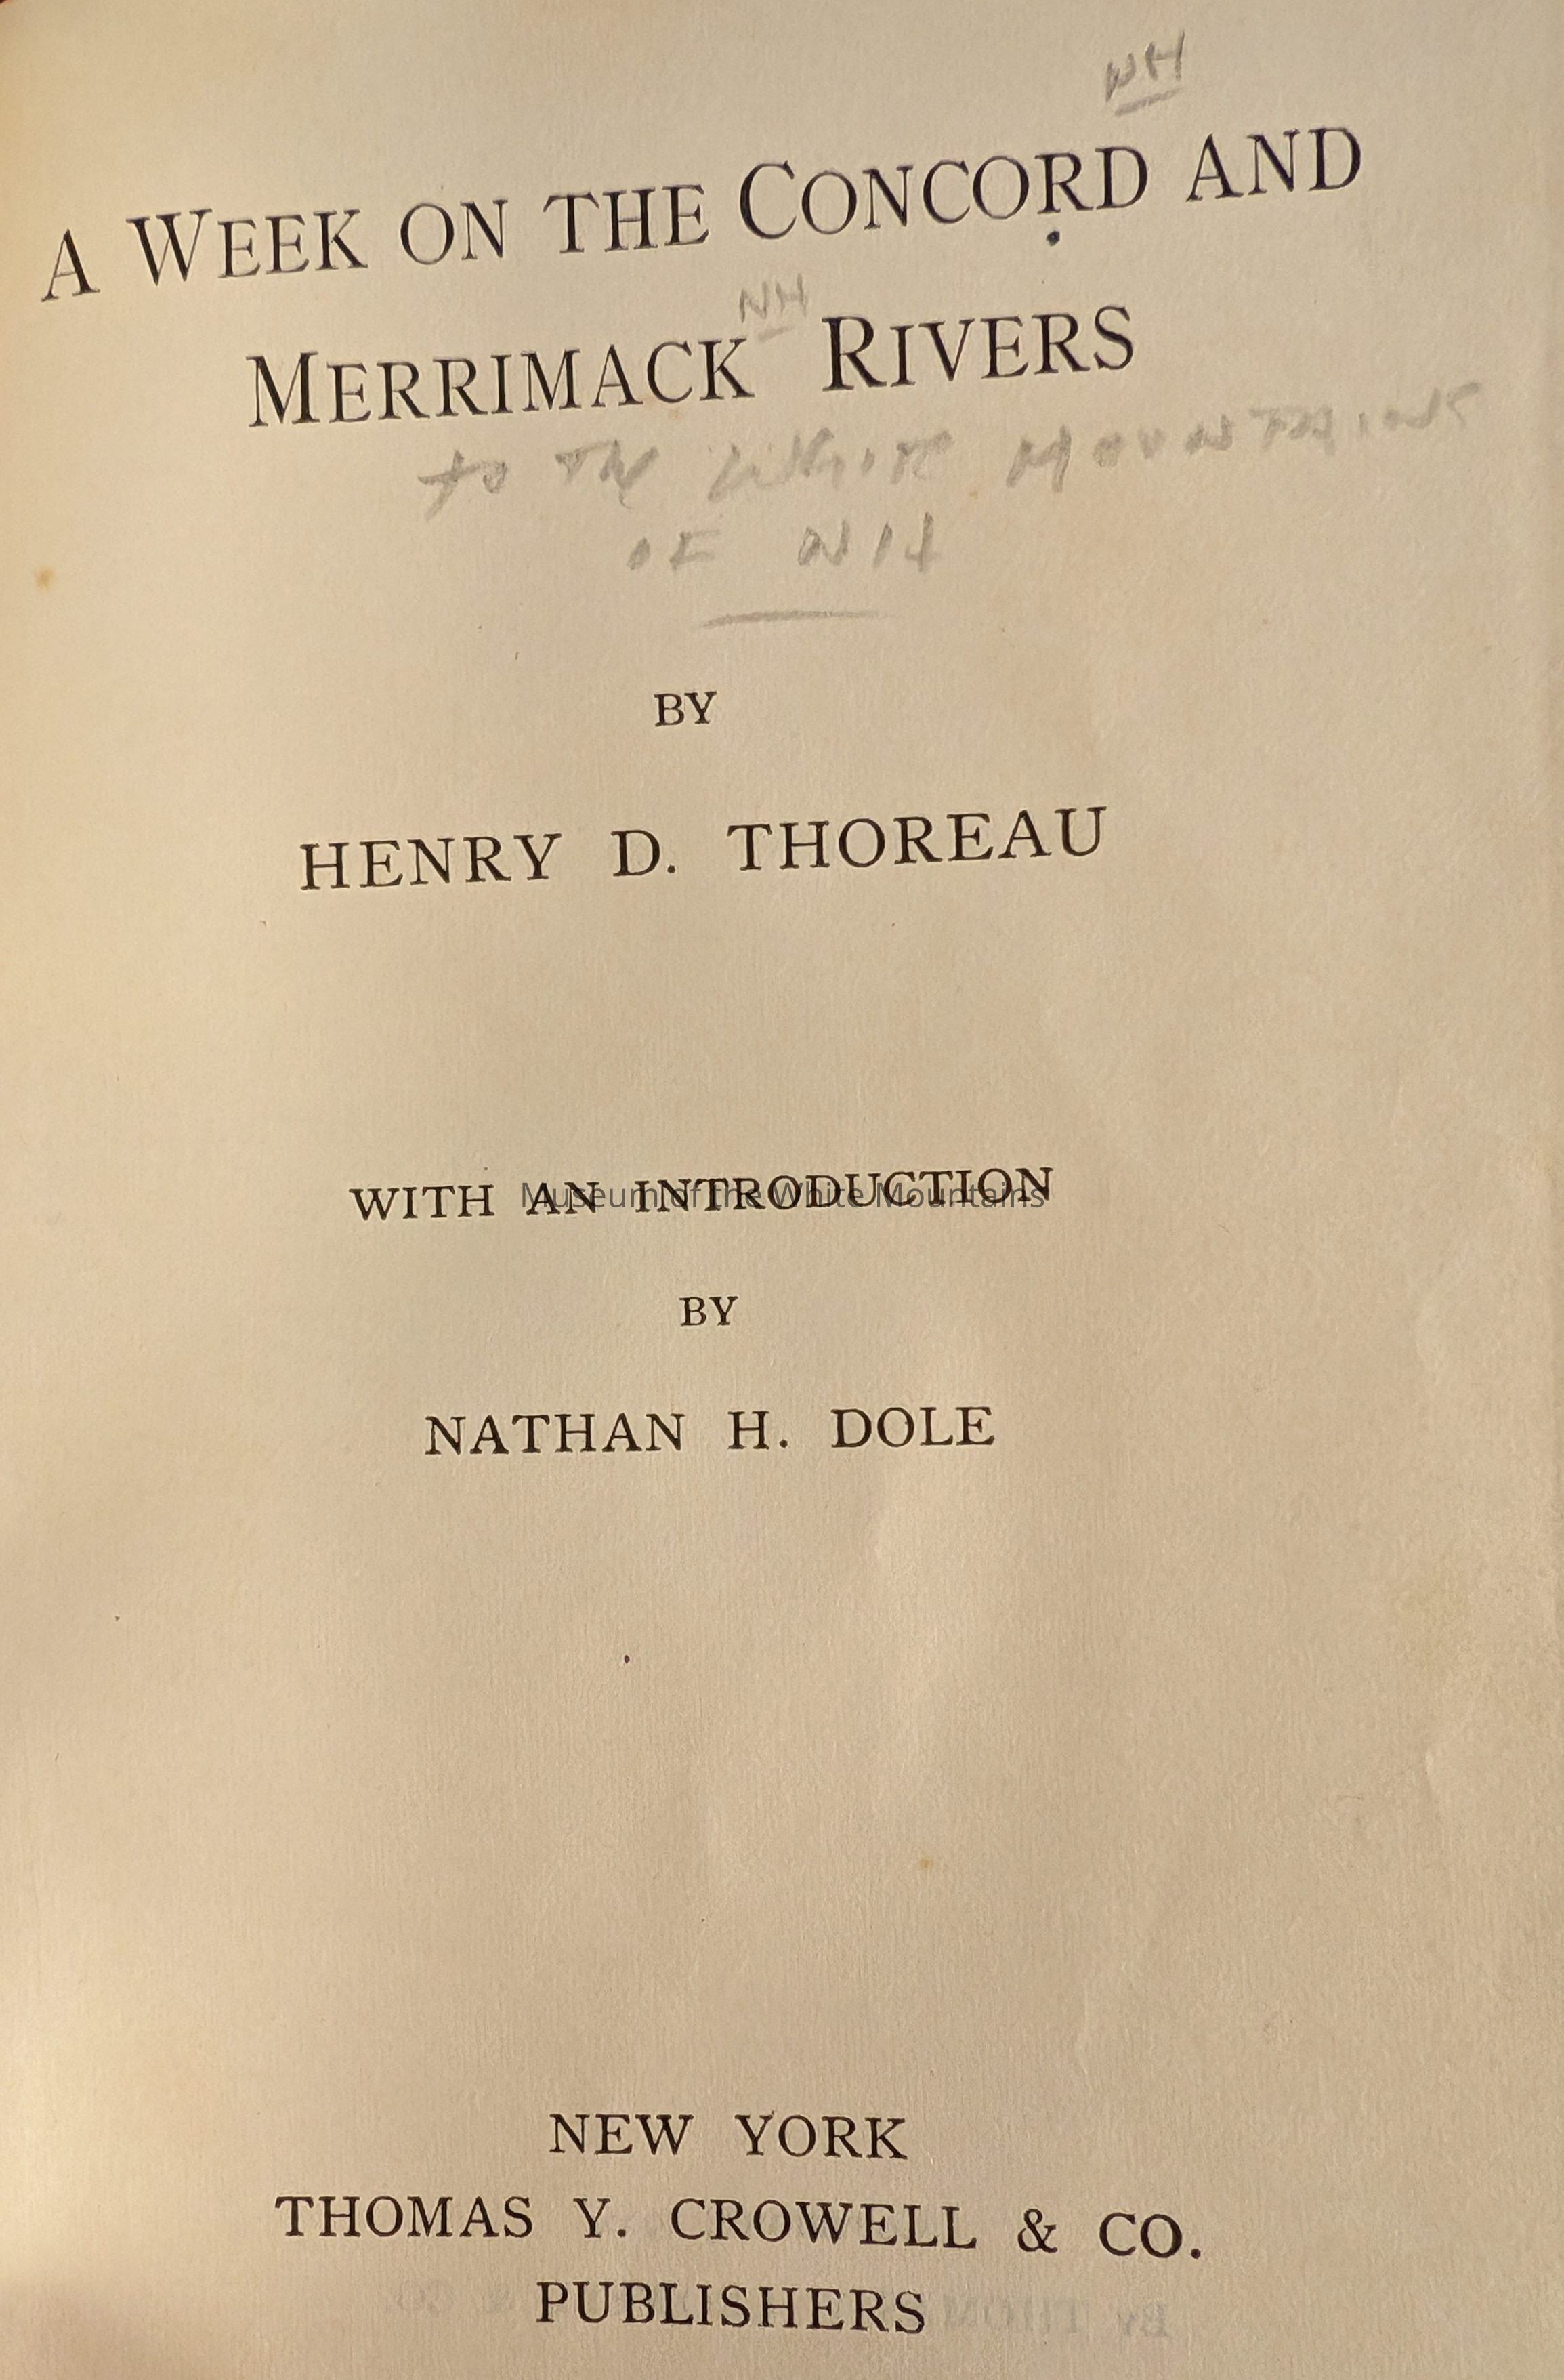 NH
A WEEK ON THE CONCORD AND
NH
MERRIMACK RIVERS
to THE WHITE MOUNTAINS
OF NH
BY
HENRY D. THOREAU
WITH AN INTRODUCTION
Museum of the White Mountains
BY
NATHAN H. DOLE
NEW YORK
THOMAS Y. CROWELL & CO.
PUBLISHERS